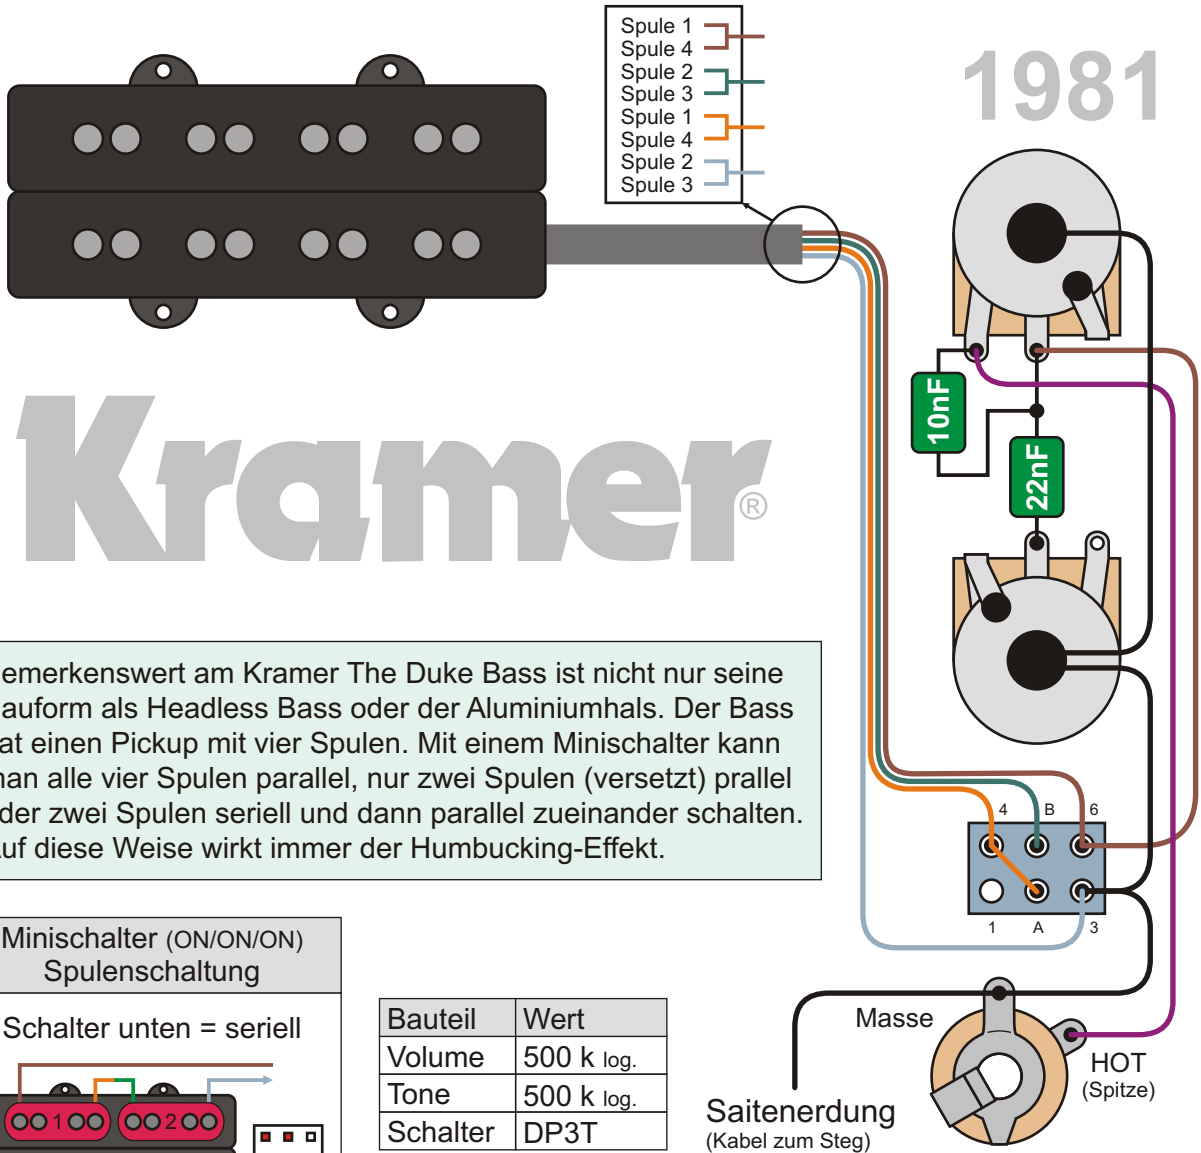 Spule 1
Spule 4
Spule 2
Spule 3
Spule 1
Spule 4
Spule 2
Spule 3
1981
10nF
22nF
Kramer®
emerkenswert am Kramer The Duke Bass ist nicht nur seine
auform als Headless Bass oder der Aluminiumhals. Der Bass
at einen Pickup mit vier Spulen. Mit einem Minischalter kann
nan alle vier Spulen parallel, nur zwei Spulen (versetzt) prallel
der zwei Spulen seriell und dann parallel zueinander schalten.
uf diese Weise wirkt immer der Humbucking-Effekt.
4 B 6
1 A 3
Minischalter (ON/ON/ON)
Spulenschaltung
Schalter unten = seriell
1 2
Bauteil Wert
Volume 500 k log.
Tone 500 k log.
Schalter DP3T
Masse
HOT
(Spitze)
Saitenerdung
(Kabel zum Steg)